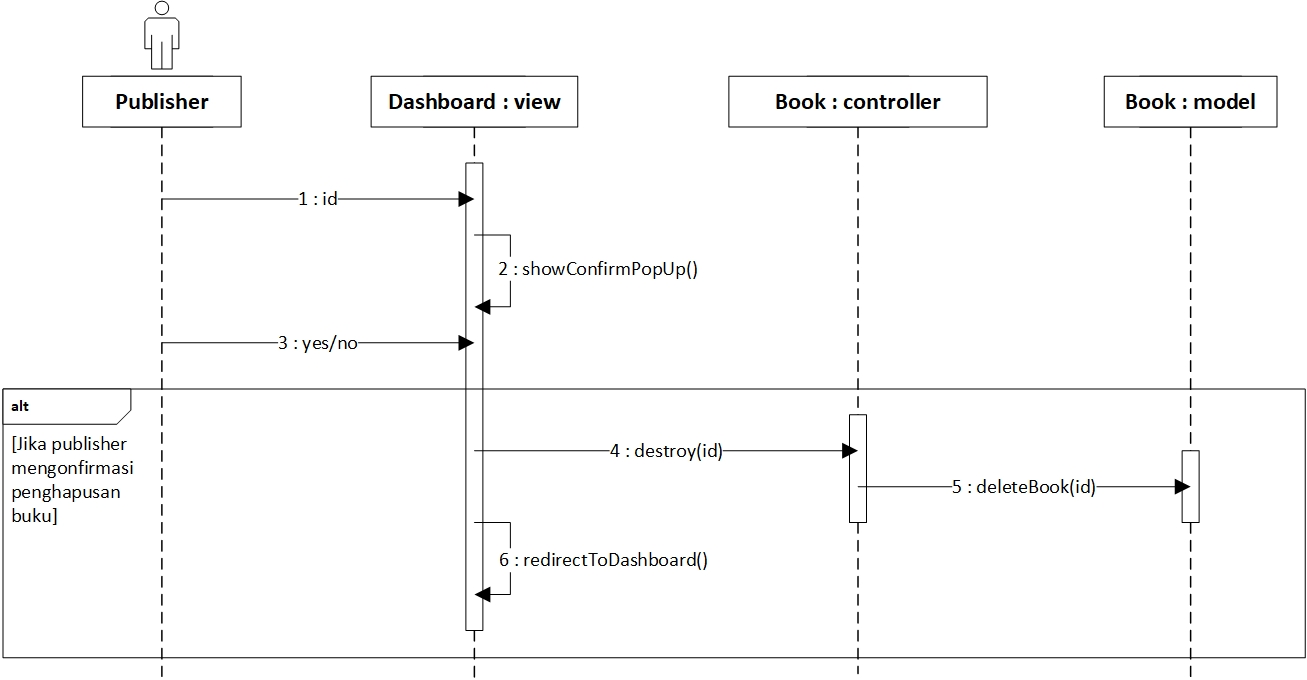 Publisher
Dashboard : view
Book : controller
Book : model
1 : id
2 : showConfirmPopUp()
3 : yes/no
alt
[Jika publisher
mengonfirmasi
penghapusan
buku]
4 : destroy(id)
5 : deleteBook(id)
6 : redirectToDashboard()